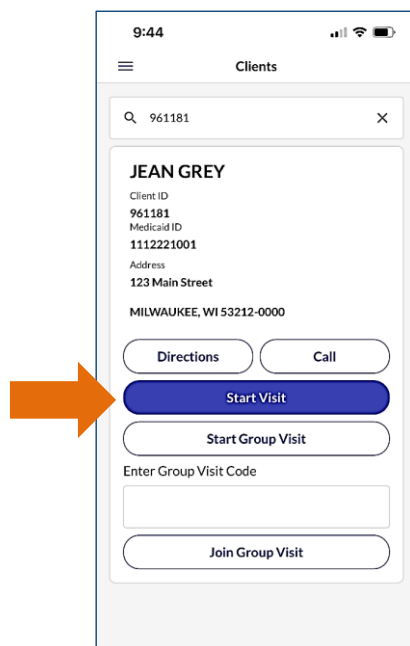 9:44
Clients
961181
JEAN GREY
Client ID
961181
Medicaid ID
1112221001
Address
123 Main Street
MILWAUKEE, WI 53212-0000
Directions
Call
Start Visit
Start Group Visit
Enter Group Visit Code
Join Group Visit